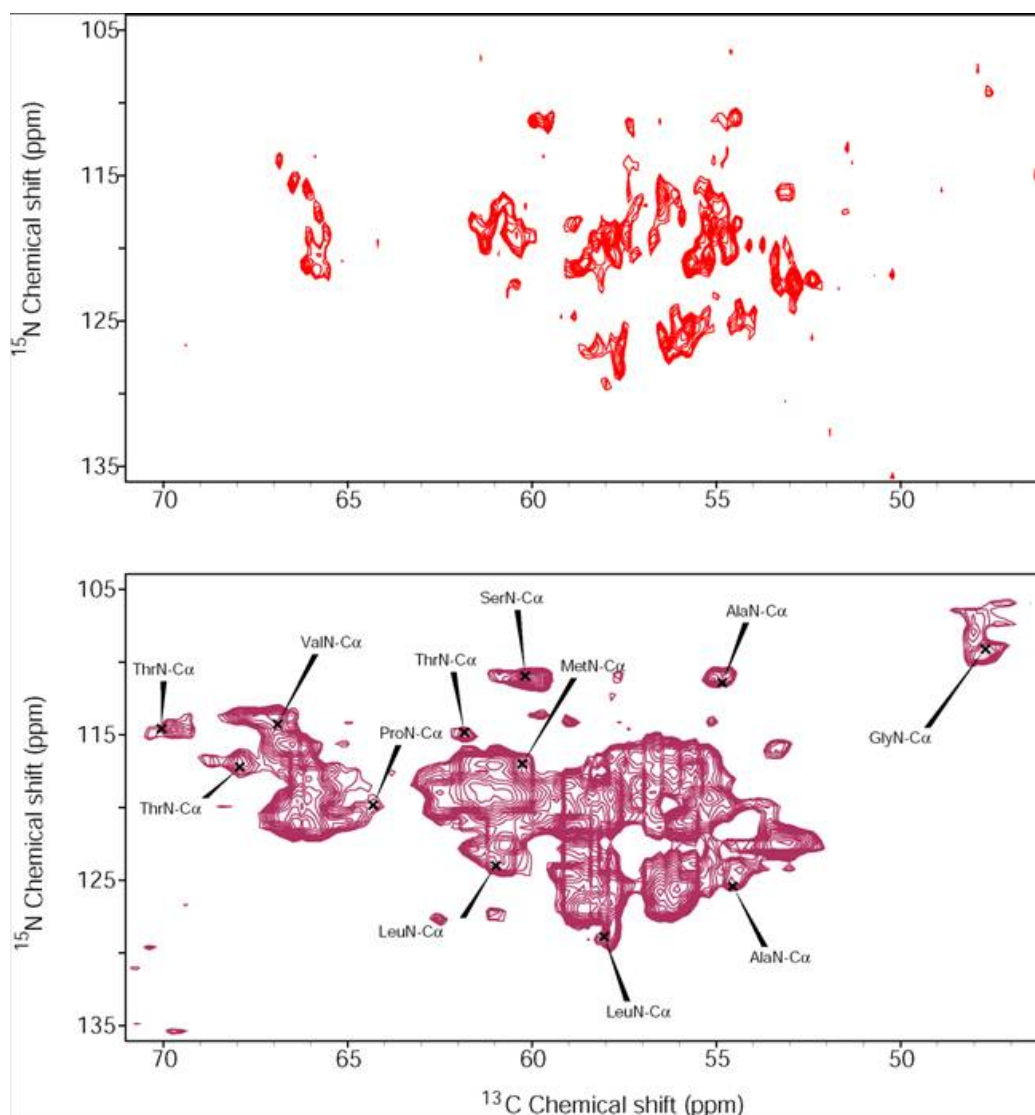 105
115
125
135
15N Chemical shift (ppm)
70 65 60 55 50
105
115
125
135
15N Chemical shift (ppm)
SerN-Cα
AlaN-Cα
ValN-Cα
ThrN-Cα
MetN-Cα
ThrN-Cα
ProN-Cα
GlyN-Cα
ThrN-Cα
LeuN-Cα
AlaN-Cα
LeuN-Cα
70 65 60 55 50
13C Chemical shift (ppm)